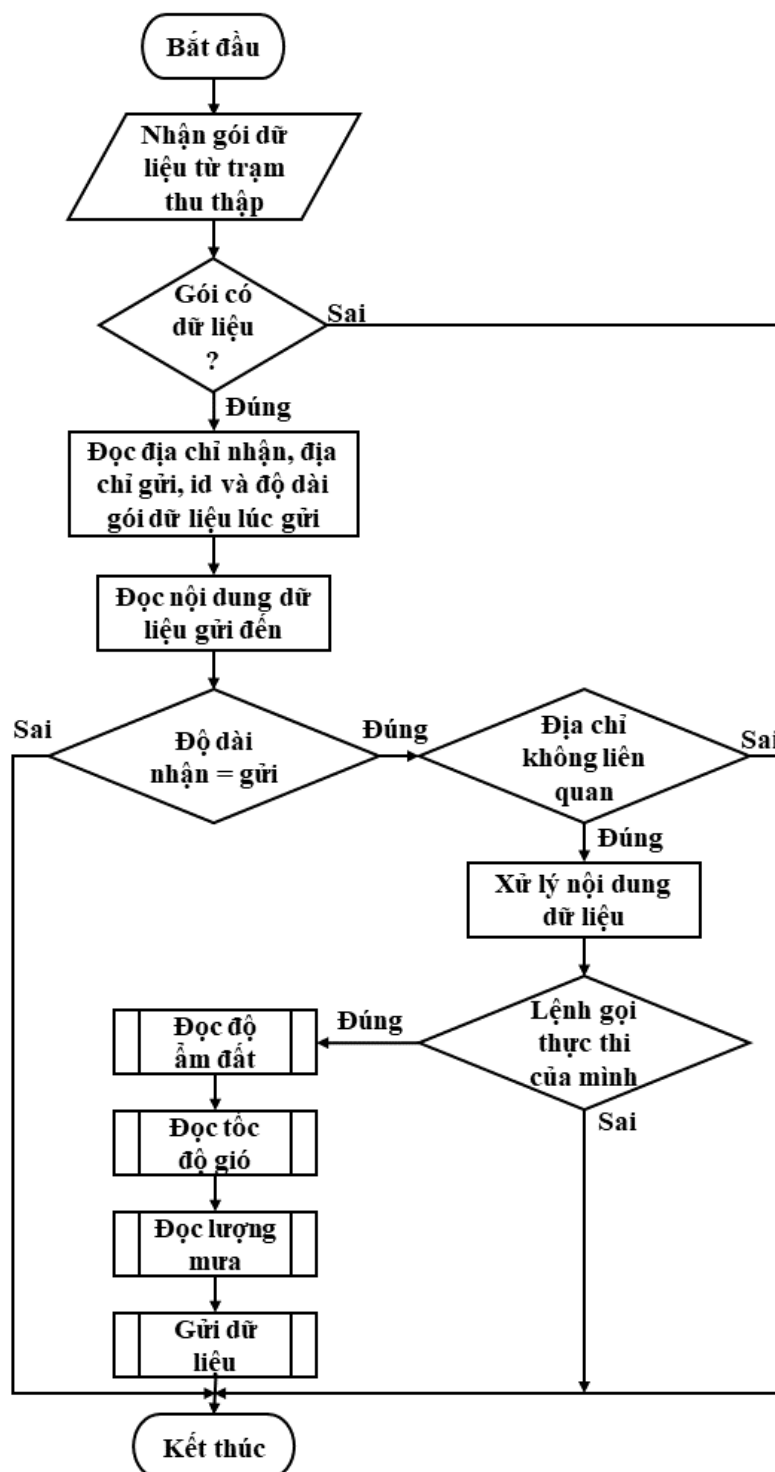 Bắt đầu
Nhận gói dữ
liệu từ trạm
thu thập
Gói có
dữ liệu
?
Sai
Đúng
Đọc địa chỉ nhận, địa
chỉ gửi, id và độ dài
gói dữ liệu lúc gửi
Đọc nội dung dữ
liệu gửi đến
Sai
Độ dài
nhận = gửi
Đúng
Địa chỉ
không liên
quan
Sai
Đúng
Xử lý nội dung
dữ liệu
Lệnh gọi
thực thi
của mình
Đúng
Sai
Đọc độ
ẩm đất
Đọc tốc
độ gió
Đọc lượng
mưa
Gửi dữ
liệu
Kết thúc